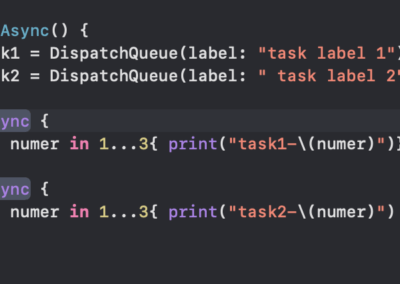 Async() {
k1 = DispatchQueue(label: "task label 1")
k2 = DispatchQueue(label: " task label 2"
ync {
numer in 1...3{ print("task1-\(numer)")}
ync {
numer in 1...3{ print("task2-\(numer)")